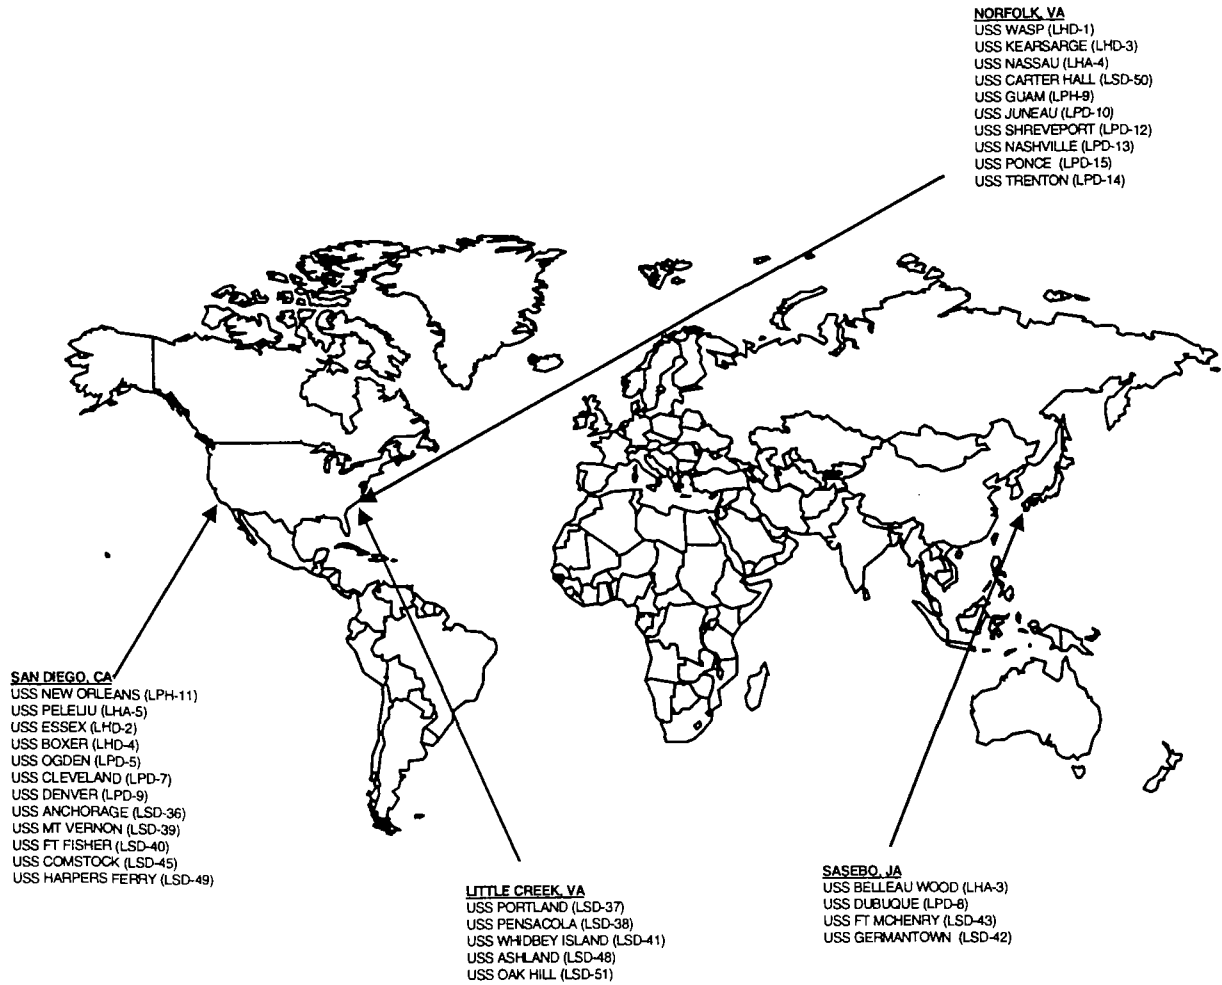 NORFOLK, VA
USS WASP (LHD-1)
USS KEARSARGE (LHD-3)
USS NASSAU (LHA-4)
USS CARTER HALL (LSD-50)
USS GUAM (LPH-9)
USS JUNEAU (LPD-10)
USS SHREVEPORT (LPD-12)
USS NASHVILLE (LPD-13)
USS PONCE (LPD-15)
USS TRENTON (LPD-14)
SAN DIEGO, CA
USS NEW ORLEANS (LPH-11)
USS PELELIU (LHA-5)
USS ESSEX (LHD-2)
USS BOXER (LHD-4)
USS OGDEN (LPD-5)
USS CLEVELAND (LPD-7)
USS DENVER (LPD-9)
USS ANCHORAGE (LSD-36)
USS MT VERNON (LSD-39)
USS FT FISHER (LSD-40)
USS COMSTOCK (LSD-45)
USS HARPERS FERRY (LSD-49)
LITTLE CREEK, VA
USS PORTLAND (LSD-37)
USS PENSACOLA (LSD-38)
USS WHIDBEY ISLAND (LSD-41)
USS ASHLAND (LSD-48)
USS OAK HILL (LSD-51)
SASEBO, JA
USS BELLEAU WOOD (LHA-3)
USS DUBUQUE (LPD-8)
USS FT MCHENRY (LSD-43)
USS GERMANTOWN (LSD-42)